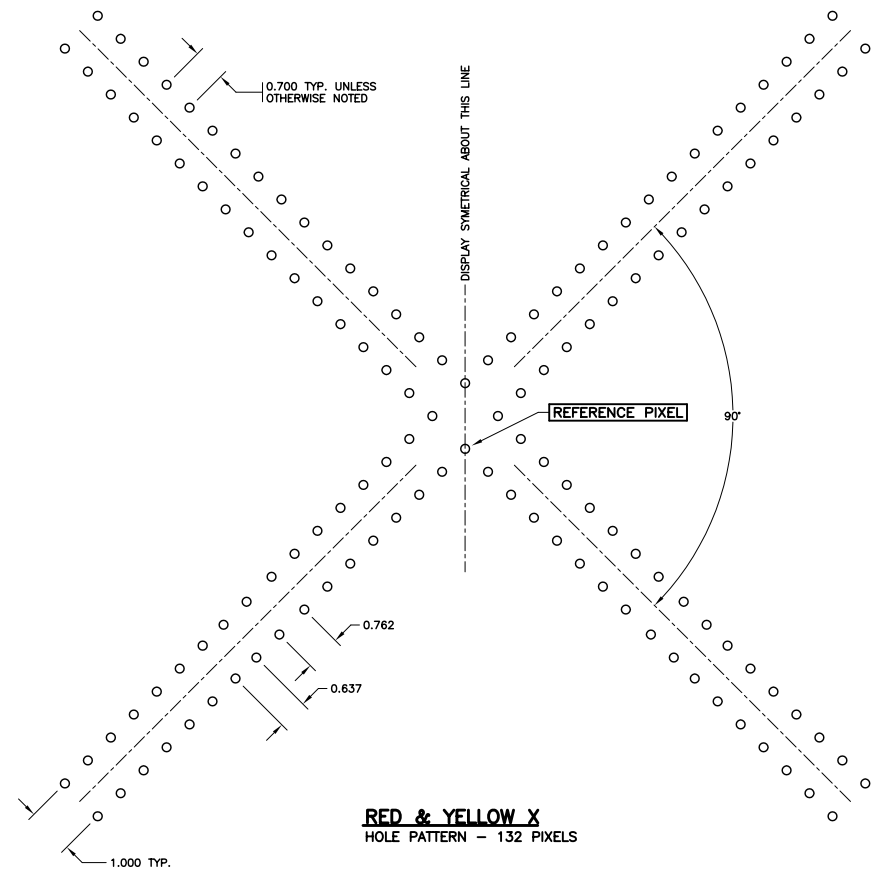 0.700 TYP. UNLESS
OTHERWISE NOTED
DISPLAY SYMETRICAL ABOUT THIS LINE
REFERENCE PIXEL
90°
0.762
0.637
1.000 TYP.
RED & YELLOW X
HOLE PATTERN – 132 PIXELS